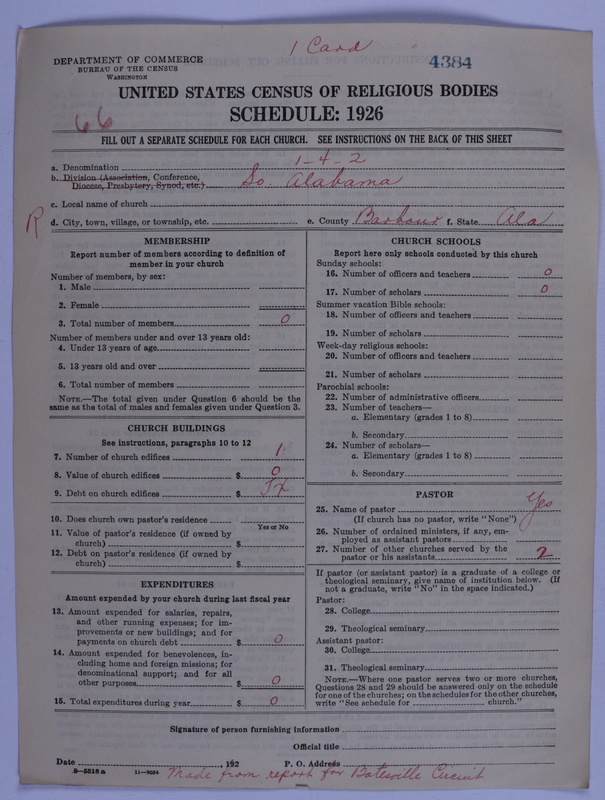 1 Card
DEPARTMENT OF COMMERCE
BUREAU OF THE CENSUS
WASHINGTON
4384
UNITED STATES CENSUS OF RELIGIOUS BODIES
SCHEDULE: 1926
66
FILL OUT A SEPARATE SCHEDULE FOR EACH CHURCH. SEE INSTRUCTIONS ON THE BACK OF THIS SHEET
a. Denomination 1-4-2
b. Division (Association, Conference,
Diocese, Presbytery, Synod, etc.) So. Alabama
c. Local name of church
R d. City, town, village, or township, etc. e. County Barbour f. State Ala
MEMBERSHIP
Report number of members according to definition of
member in your church
Number of members, by sex:
1. Male
2. Female
3. Total number of members 0
Number of members under and over 13 years old:
4. Under 13 years of age
5. 13 years old and over
6. Total number of members
NOTE.—The total given under Question 6 should be
same as the total of males and females given under Question 3.
CHURCH BUILDINGS
See instructions, paragraphs 10 to 12
7. Number of church edifices 1
8. Value of church edifices $ 0
9. Debt on church edifices $
10. Does church own pastor's residence
Yes or No
11. Value of pastor's residence (if owned by
church) $
12. Debt on pastor's residence (if owned by
church) $
EXPENDITURES
Amount expended by your church during last fiscal year
13. Amount expended for salaries, repairs,
and other running expenses; for im-
provements or new buildings; and for
payments on church debt $ 0
14. Amount expended for benevolences, in-
cluding home and foreign missions; for
denominational support; and for all
other purposes $ 0
15. Total expenditures during year $ 0
CHURCH SCHOOLS
Report here only schools conducted by this church
Sunday schools:
16. Number of officers and teachers 0
17. Number of scholars 0
Summer vacation Bible schools:
18. Number of officers and teachers
19. Number of scholars
Week-day religious schools:
20. Number of officers and teachers
21. Number of scholars
Parochial schools:
22. Number of administrative officers
23. Number of teachers—
a. Elementary (grades 1 to 8)
b. Secondary
24. Number of scholars—
a. Elementary (grades 1 to 8)
b. Secondary
PASTOR
25. Name of pastor Yes
(If church has no pastor, write "None")
26. Number of ordained ministers, if any, em-
ployed as assistant pastors
27. Number of other churches served by the
pastor or his assistants 2
If pastor (or assistant pastor) is a graduate of a college or
theological seminary, give name of institution below. (If
not a graduate, write "No" in the space indicated.)
Pastor:
28. College
29. Theological seminary
Assistant pastor:
30. College
31. Theological seminary
NOTE.—Where one pastor serves two or more churches,
Questions 28 and 29 should be answered only on the schedule
for one of the churches; on the schedules for the other churches,
write "See schedule for church."
Signature of person furnishing information
Official title
Date , 192 P. O. Address
8-5518a 11-9034 Made from report for Batesville Circuit